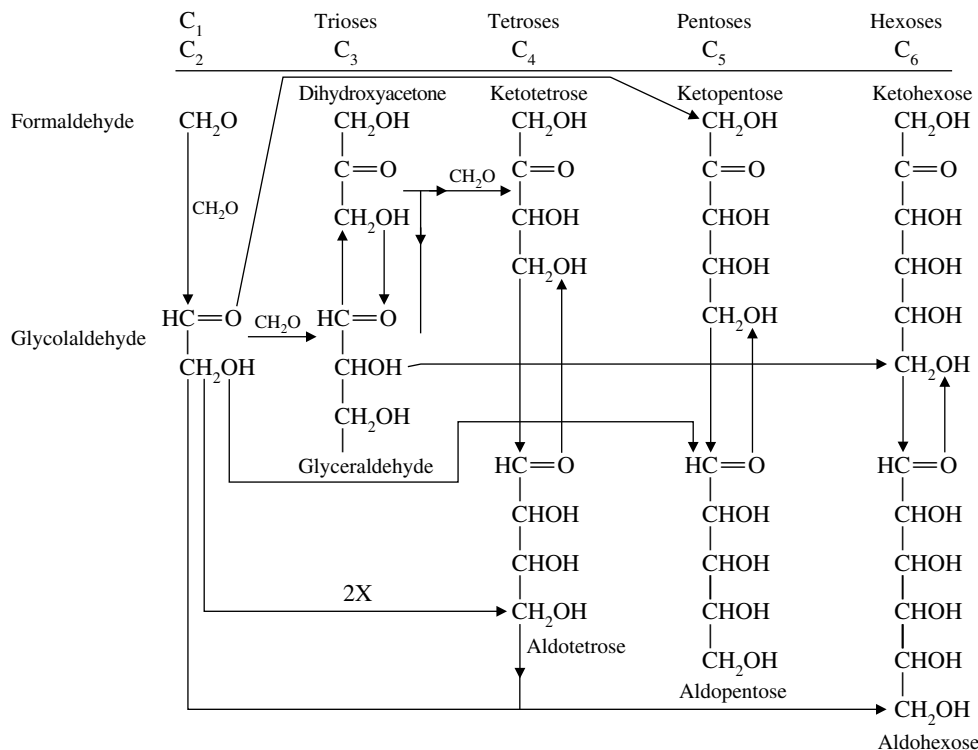 C1 Trioses Tetroses Pentoses Hexoses
C2 C3 C4 C5 C6
Dihydroxyacetone Ketotetrose Ketopentose Ketohexose
Formaldehyde CH2O CH2OH CH2OH CH2OH CH2OH
C=O CH2O C=O C=O C=O
CH2O CH2OH CHOH CHOH CHOH
CH2OH CHOH CHOH
HC=O CH2O HC=O CH2OH CHOH
Glycolaldehyde
CH2OH CHOH CH2OH
CH2OH
Glyceraldehyde HC=O HC=O HC=O
CHOH CHOH CHOH
CHOH CHOH CHOH
2X CH2OH CHOH CHOH
Aldotetrose CH2OH CHOH
Aldopentose
CH2OH
Aldohexose